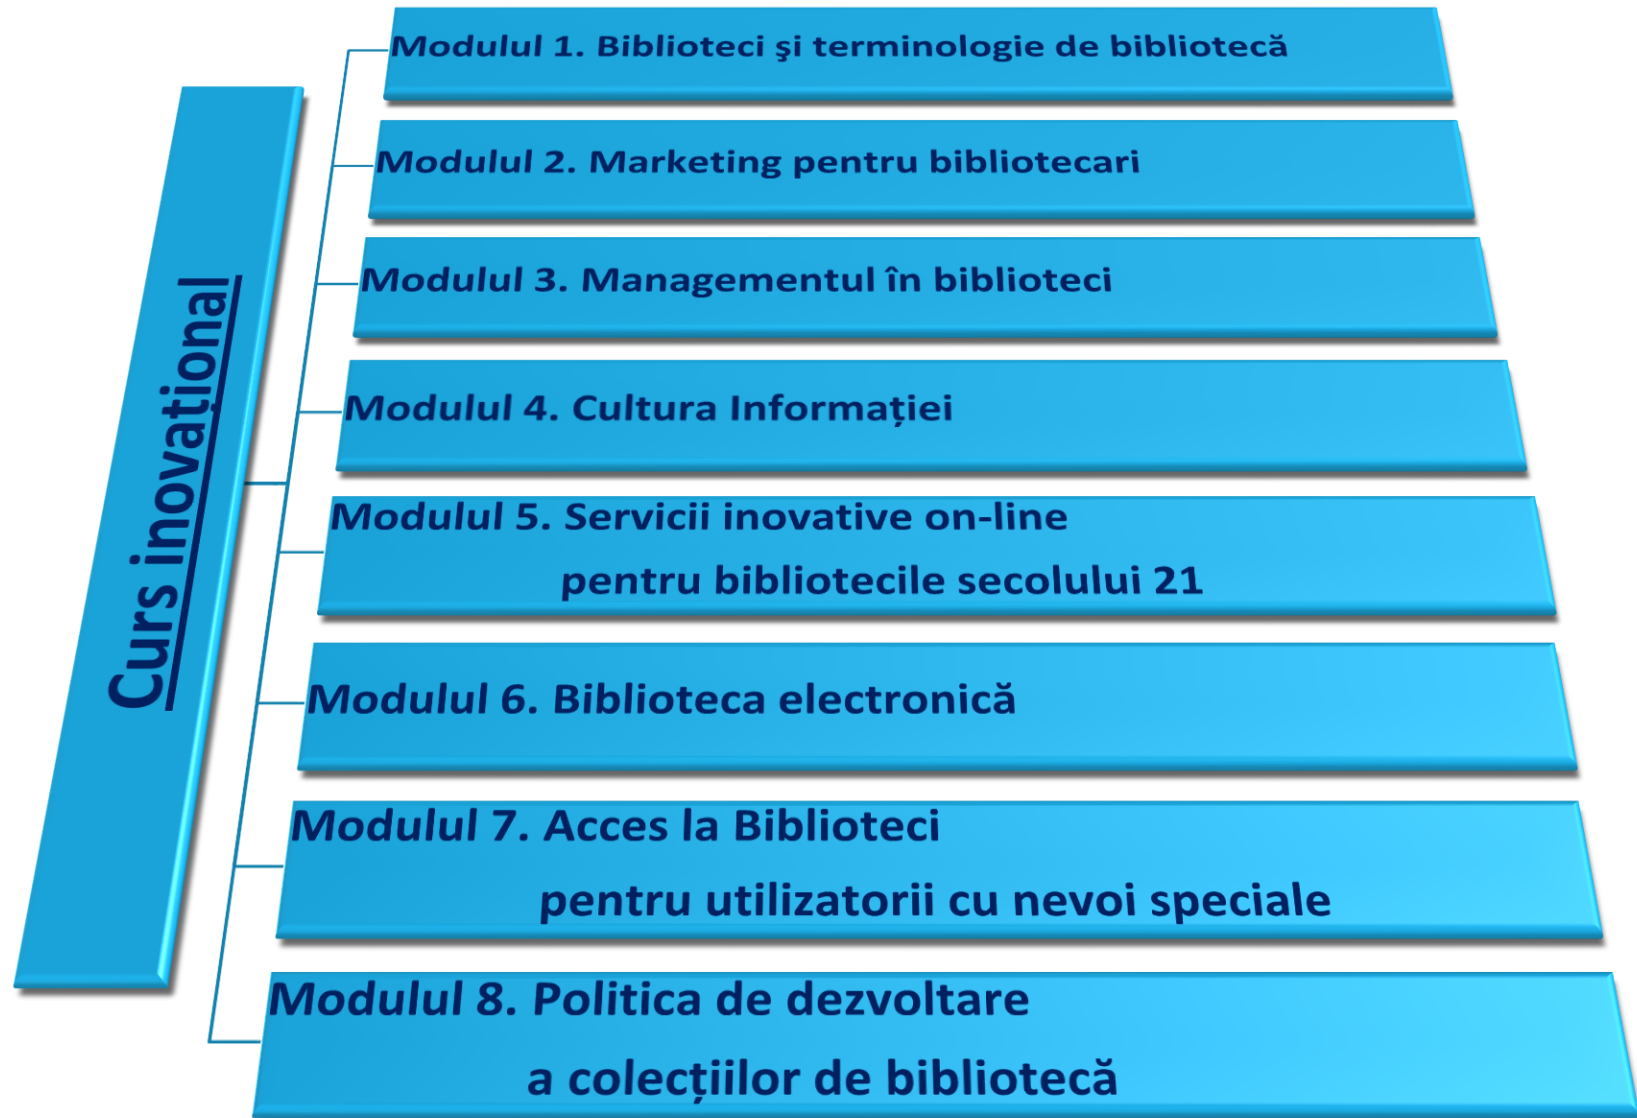 Curs inovațional
Modulul 1. Biblioteci şi terminologie de bibliotecă
Modulul 2. Marketing pentru bibliotecari
Modulul 3. Managementul în biblioteci
Modulul 4. Cultura Informației
Modulul 5. Servicii inovative on-line
pentru bibliotecile secolului 21
Modulul 6. Biblioteca electronică
Modulul 7. Acces la Biblioteci
pentru utilizatorii cu nevoi speciale
Modulul 8. Politica de dezvoltare
a colecțiilor de bibliotecă